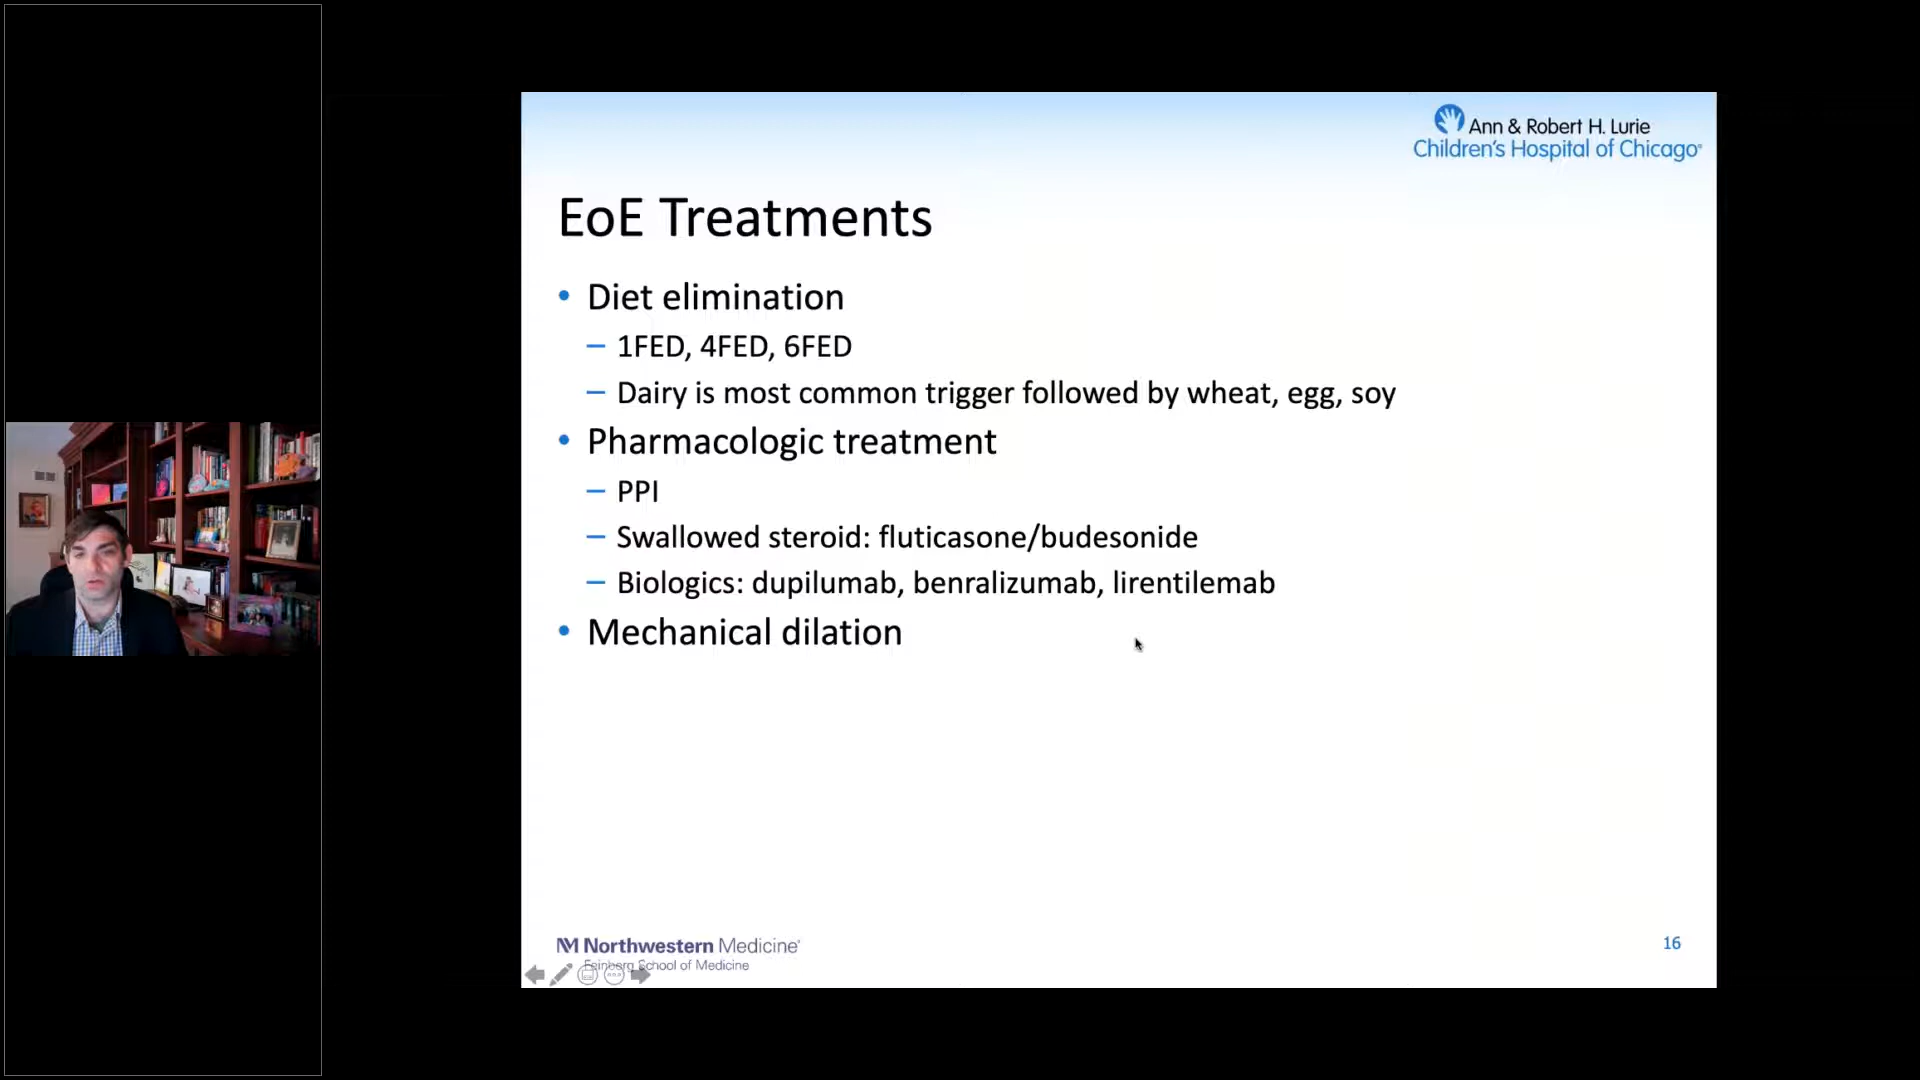 Ann & Robert H. Lurie
Children's Hospital of Chicago®
EoE Treatments
• Diet elimination
– 1FED, 4FED, 6FED
– Dairy is most common trigger followed by wheat, egg, soy
• Pharmacologic treatment
– PPI
– Swallowed steroid: fluticasone/budesonide
– Biologics: dupilumab, benralizumab, lirentilemab
• Mechanical dilation
NM Northwestern Medicine®
Feinberg School of Medicine
16